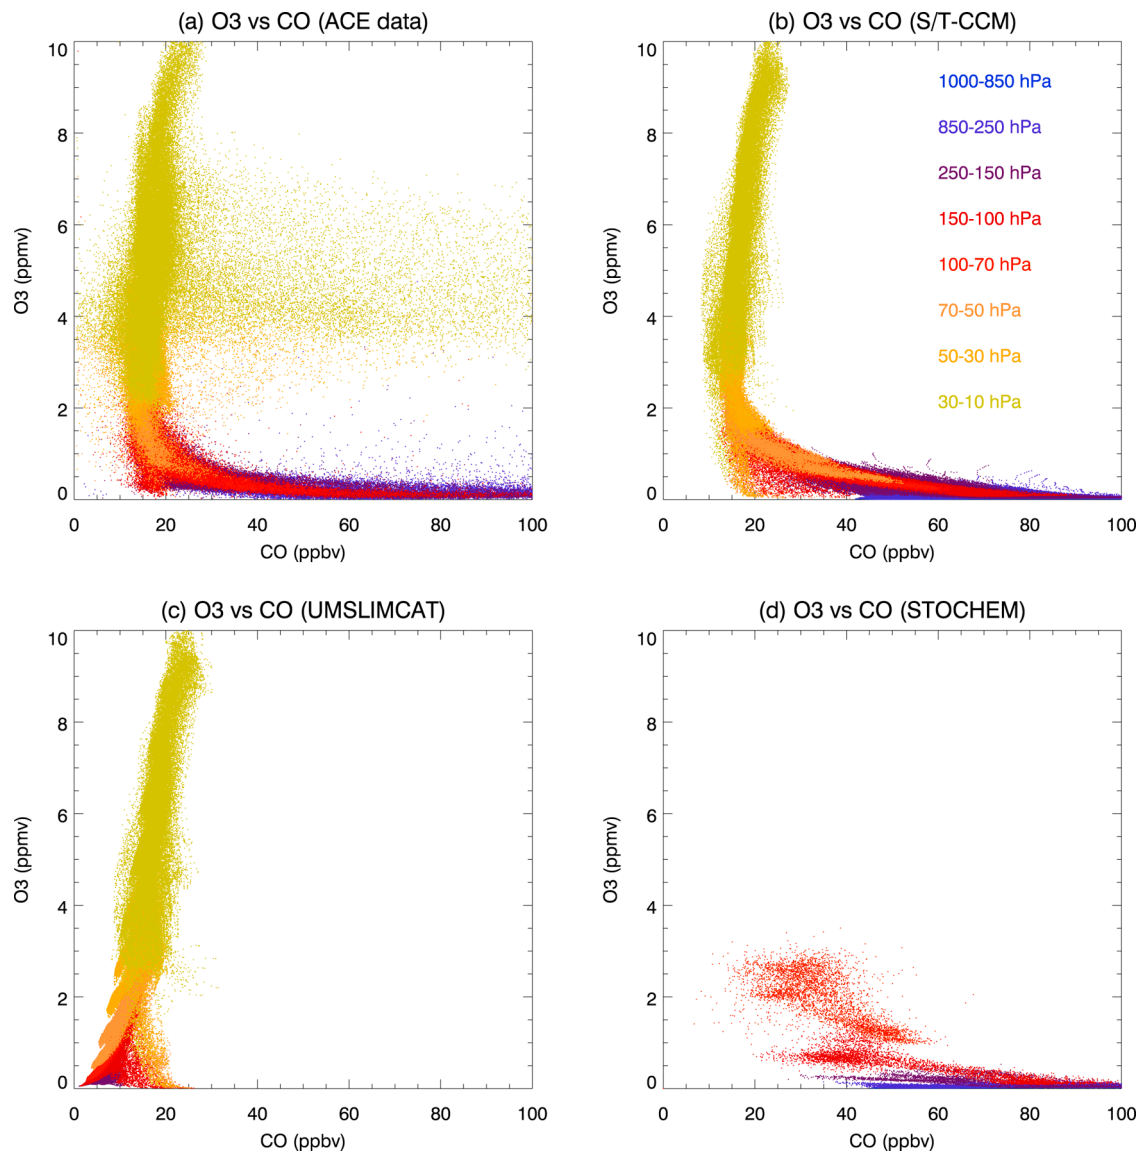 (a) O3 vs CO (ACE data)
10
8
6
4
2
0
O3 (ppmv)
0 20 40 60 80 100
CO (ppbv)
(b) O3 vs CO (S/T-CCM)
10
8
6
4
2
0
O3 (ppmv)
1000-850 hPa
850-250 hPa
250-150 hPa
150-100 hPa
100-70 hPa
70-50 hPa
50-30 hPa
30-10 hPa
0 20 40 60 80 100
CO (ppbv)
(c) O3 vs CO (UMSLIMCAT)
10
8
6
4
2
0
O3 (ppmv)
0 20 40 60 80 100
CO (ppbv)
(d) O3 vs CO (STOCHEM)
10
8
6
4
2
0
O3 (ppmv)
0 20 40 60 80 100
CO (ppbv)